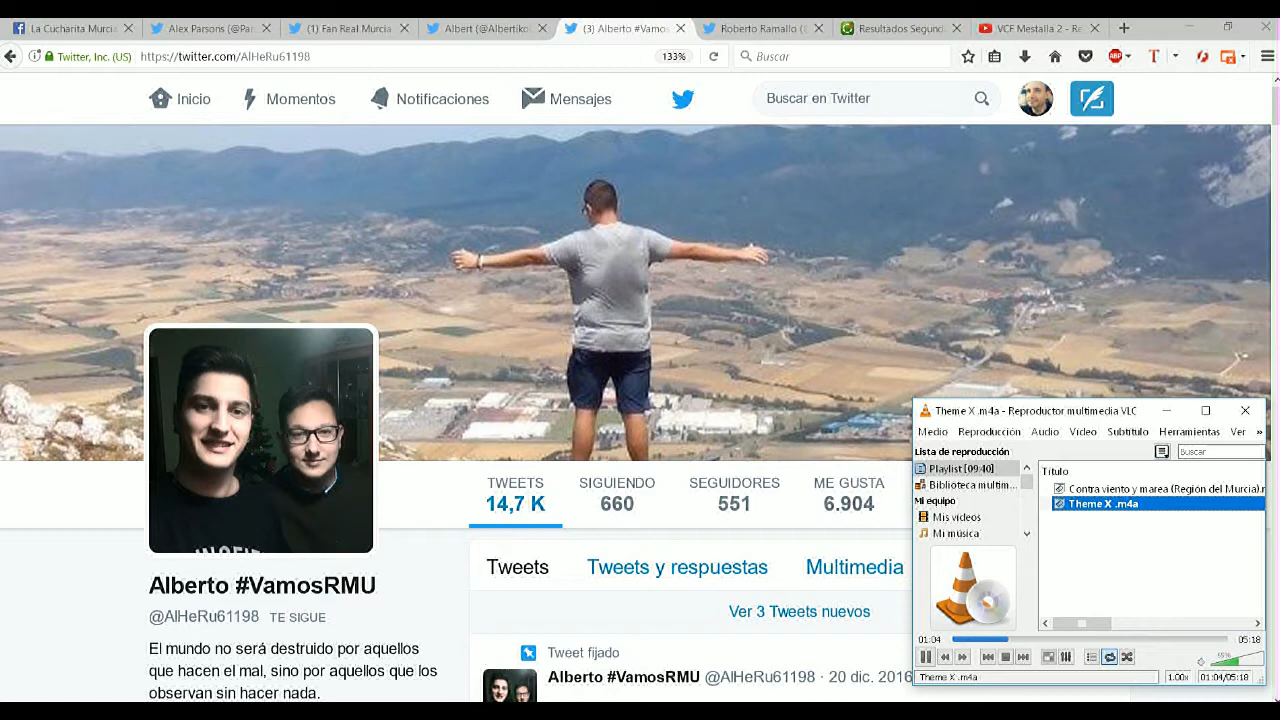 La Cucharita Murci
Alex Parsons (@Par
(1) Fan Real Murcia
Albert (@Albertiko
(3) Alberto #Vamos
Roberto Ramallo (@
Resultados Segund
VCF Mestalla 2 - Re
Twitter, Inc. (US)
https://twitter.com/AlHeRu61198
133%
Buscar
ABP
Inicio
Momentos
Notificaciones
Mensajes
Buscar en Twitter
TWEETS
14,7 K
SIGUIENDO
660
SEGUIDORES
551
ME GUSTA
6.904
Alberto #VamosRMU
@AlHeRu61198 TE SIGUE
El mundo no será destruido por aquellos
que hacen el mal, sino por aquellos que los
observan sin hacer nada.
Tweets
Tweets y respuestas
Multimedia
Ver 3 Tweets nuevos
Tweet fijado
Alberto #VamosRMU @AlHeRu61198 · 20 dic. 2016
Theme X .m4a - Reproductor multimedia VLC
Medio Reproducción Audio Vídeo Subtítulo Herramientas Ver »
Lista de reproducción
Buscar
Playlist [09:40]
Biblioteca multim...
Mi equipo
Mis vídeos
Mi música
Título
Contra viento y marea (Región del Murcia).r
Theme X .m4a
01:04
05:18
55%
Theme X .m4a
1.00x
01:04/05:18